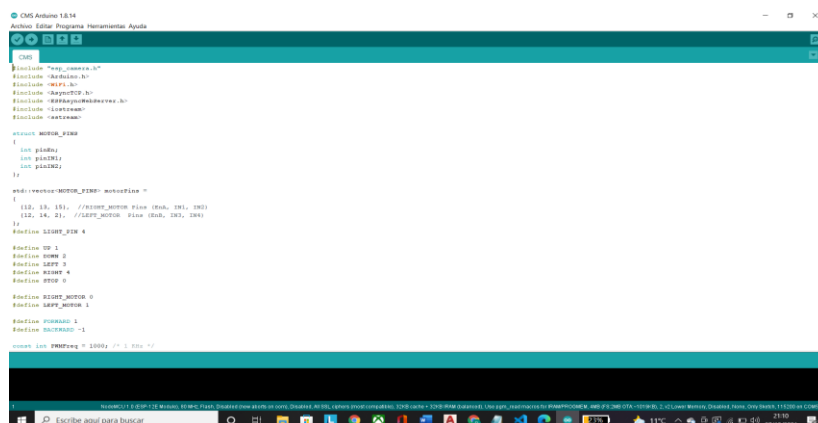 CMS Arduino 1.8.14
Archivo Editar Programa Herramientas Ayuda
CMS
#include "esp_camera.h"
#include <Arduino.h>
#include <WiFi.h>
#include <AsyncTCP.h>
#include <ESPAsyncWebServer.h>
#include <iostream>
#include <sstream>
struct MOTOR_PINS
{
int pinEn;
int pinIN1;
int pinIN2;
};
std::vector<MOTOR_PINS> motorPins =
{
{12, 13, 15}, //RIGHT_MOTOR Pins (EnA, IN1, IN2)
{12, 14, 2}, //LEFT_MOTOR Pins (EnB, IN3, IN4)
};
#define LIGHT_PIN 4
#define UP 1
#define DOWN 2
#define LEFT 3
#define RIGHT 4
#define STOP 0
#define RIGHT_MOTOR 0
#define LEFT_MOTOR 1
#define FORWARD 1
#define BACKWARD -1
const int PWMFreq = 1000; /* 1 KHz */
1
Escribe aquí para buscar
23%
11°C
21:10